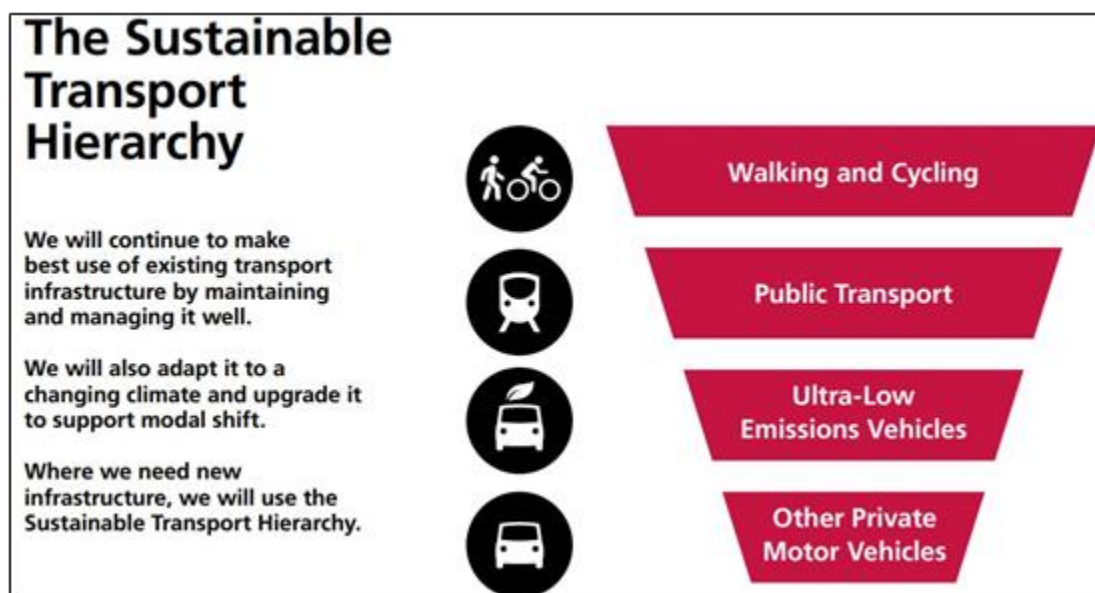 The Sustainable
Transport
Hierarchy
We will continue to make
best use of existing transport
infrastructure by maintaining
and managing it well.
We will also adapt it to a
changing climate and upgrade it
to support modal shift.
Where we need new
infrastructure, we will use the
Sustainable Transport Hierarchy.
Walking and Cycling
Public Transport
Ultra-Low
Emissions Vehicles
Other Private
Motor Vehicles